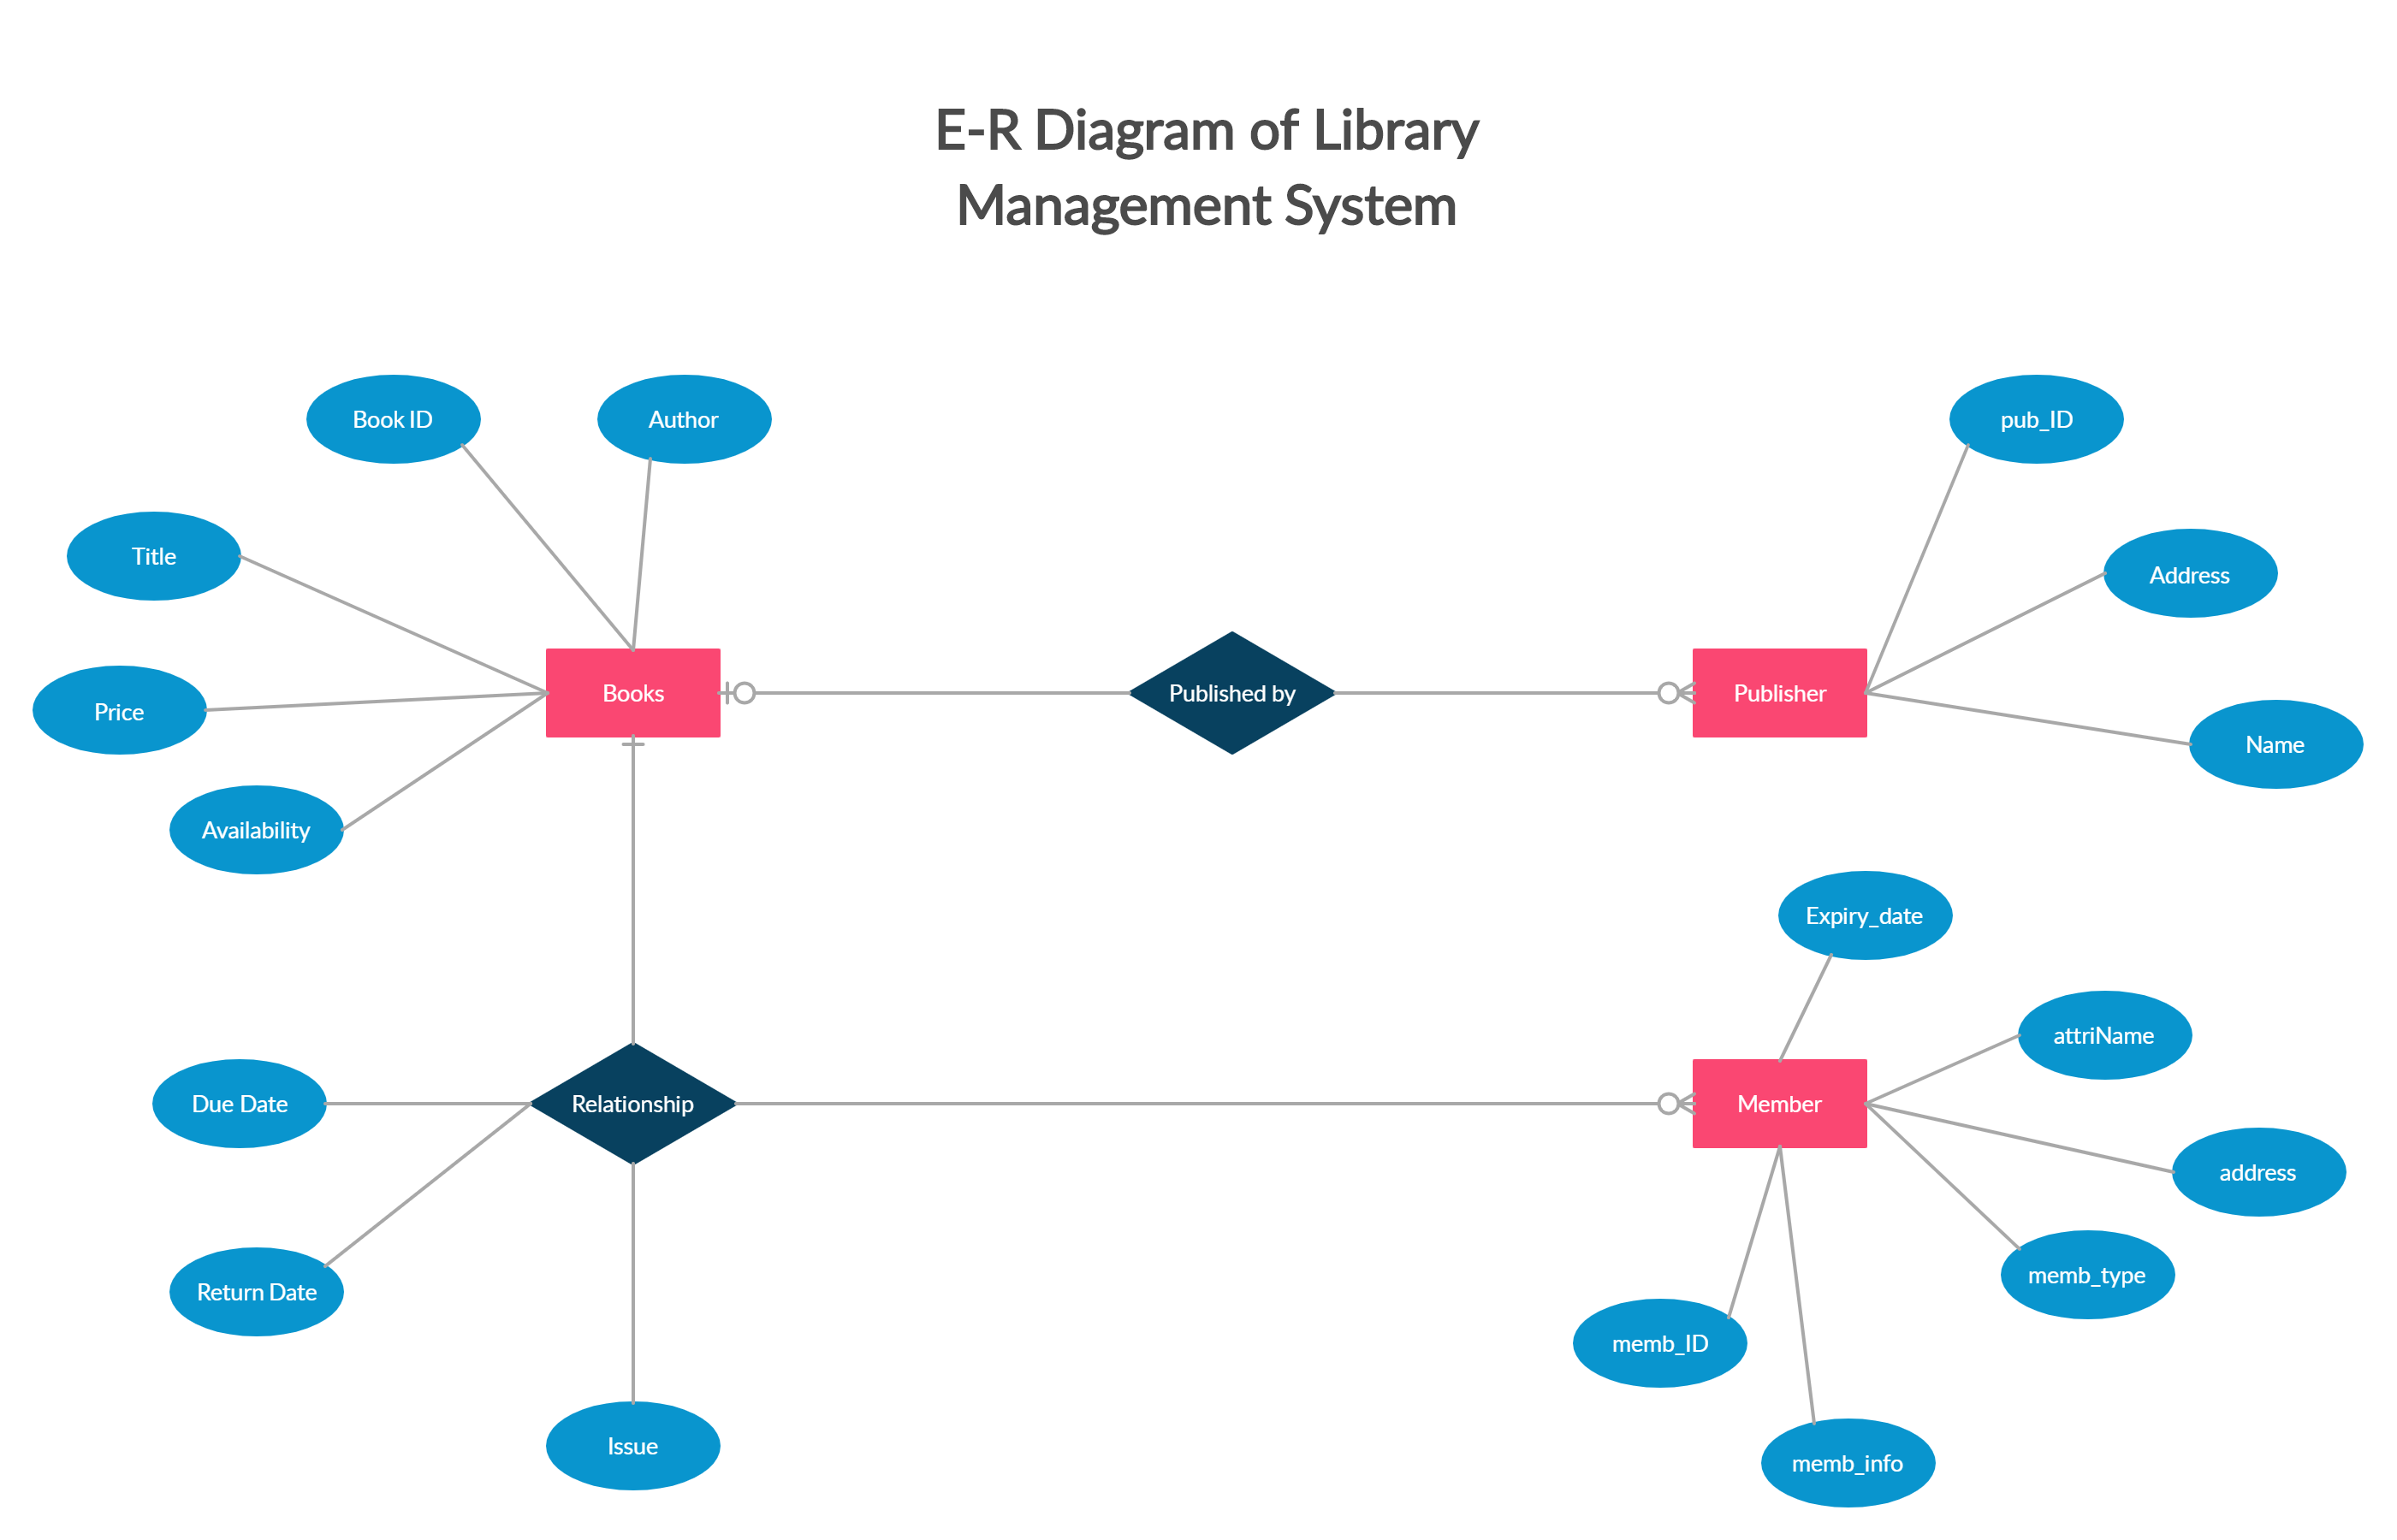 E-R Diagram of Library
Management System
Book ID
Author
pub_ID
Title
Address
Books
Published by
Publisher
Price
Name
Availability
Expiry_date
attriName
Due Date
Relationship
Member
address
memb_type
Return Date
memb_ID
Issue
memb_info